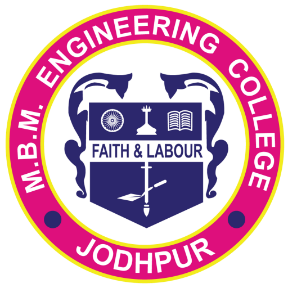 M.B.M. ENGINEERING COLLEGE
FAITH & LABOUR
JODHPUR